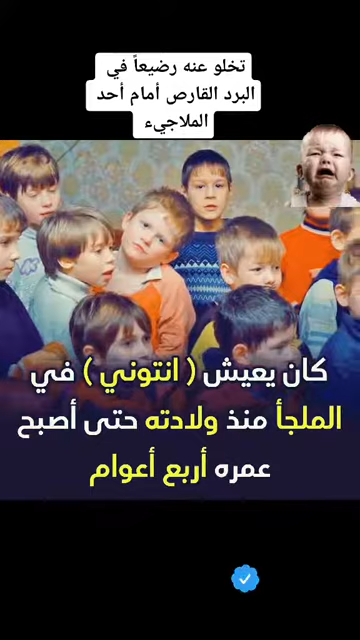 تخلو عنه رضيعاً في
البرد القارص أمام أحد
الملاجيء
كان يعيش ( انتوني ) في
الملجأ منذ ولادته حتى أصبح
عمره أربع أعوام